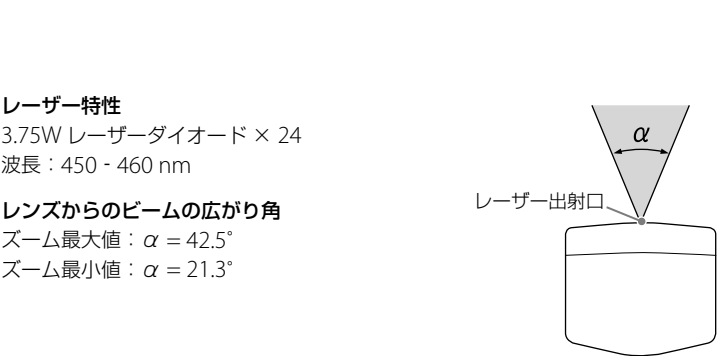 レーザー特性
3.75W レーザーダイオード × 24
波長：450 - 460 nm
レンズからのビームの広がり角
ズーム最大値：α = 42.5°
ズーム最小値：α = 21.3°
α
レーザー出射口